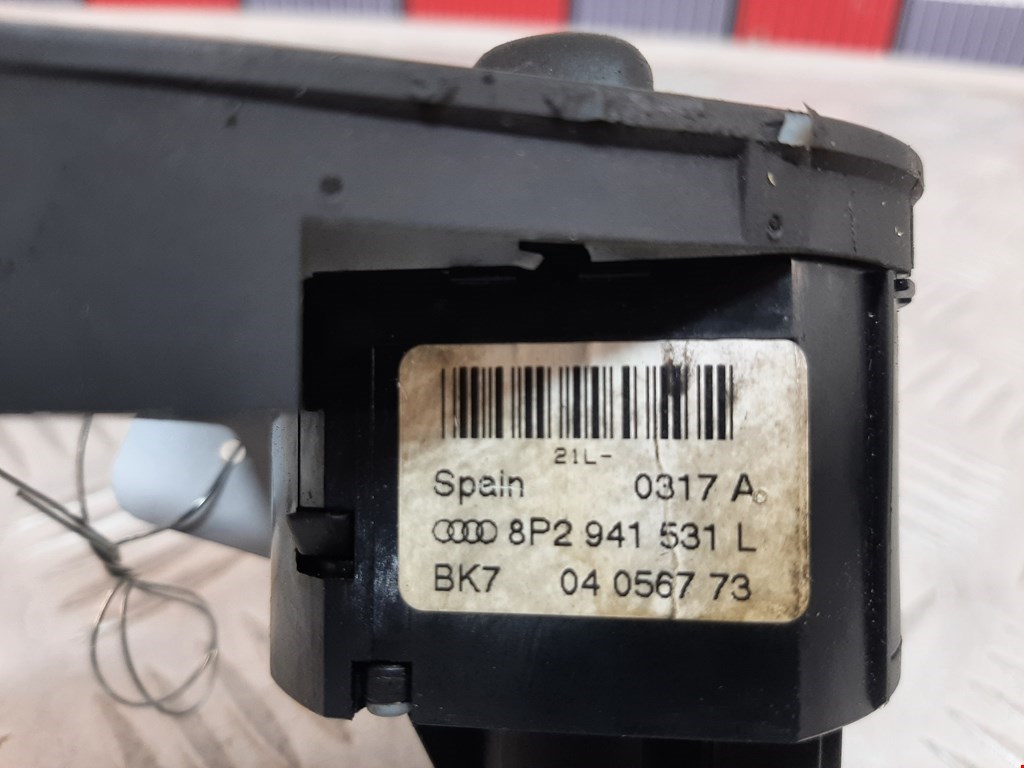 21L-
Spain 0317 A
8P2 941 531 L
BK7 04 0567 73